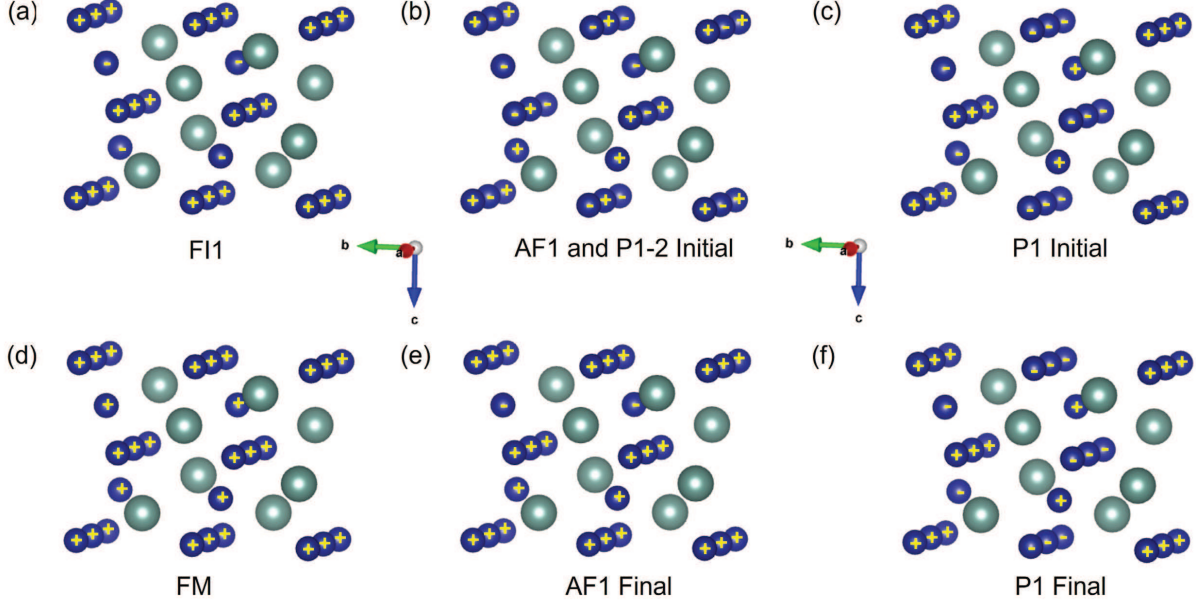 (a)
(b)
(c)
FI1
b
a
c
AF1 and P1-2 Initial
b
a
c
P1 Initial
(d)
(e)
(f)
FM
AF1 Final
P1 Final